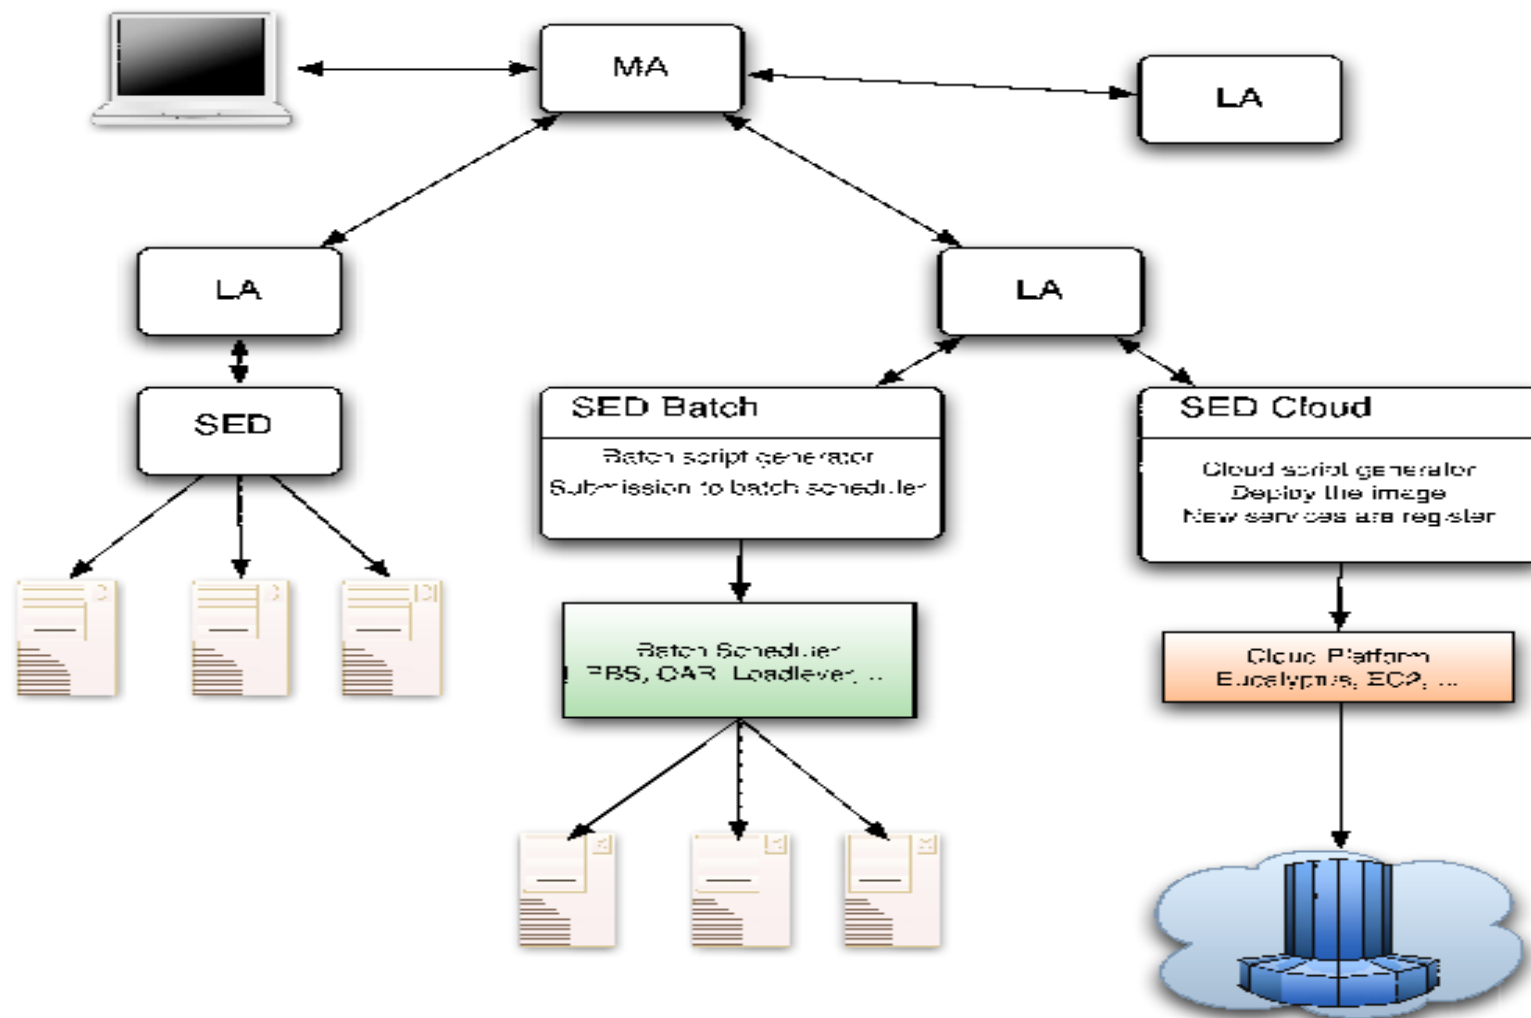 MA
LA
LA
LA
SED
SED Batch
Batch script generator
Submission to batch scheduler
SED Cloud
Cloud script generator
Deploy the image
New services are register
Batch Scheduler
PBS, OAR, Loadlever, ..
Cloud Platform
Eucalyptus, EC2, ...